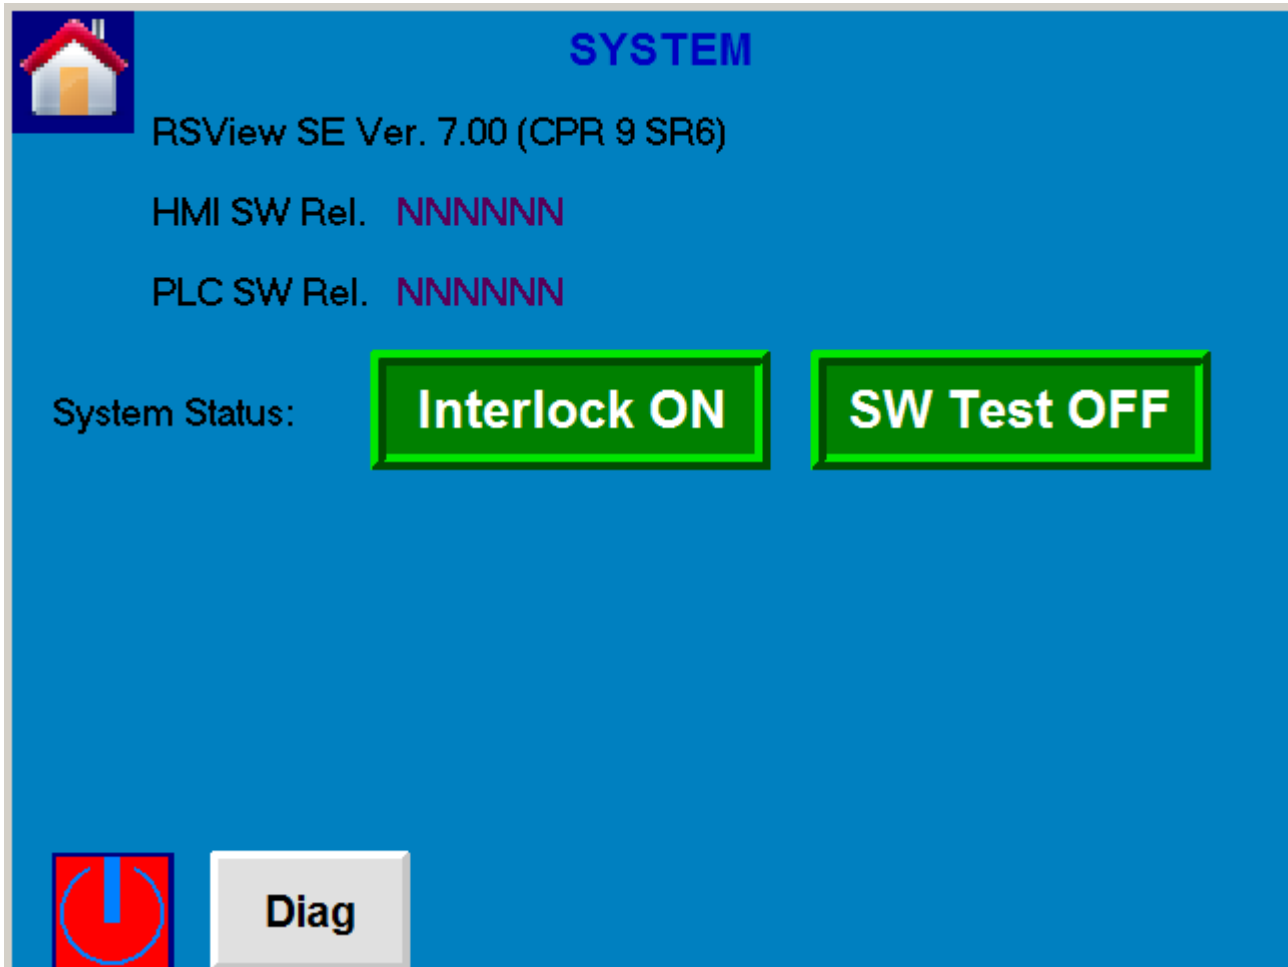 SYSTEM
RSView SE Ver. 7.00 (CPR 9 SR6)
HMI SW Rel. NNNNNN
PLC SW Rel. NNNNNN
System Status: Interlock ON SW Test OFF
Diag